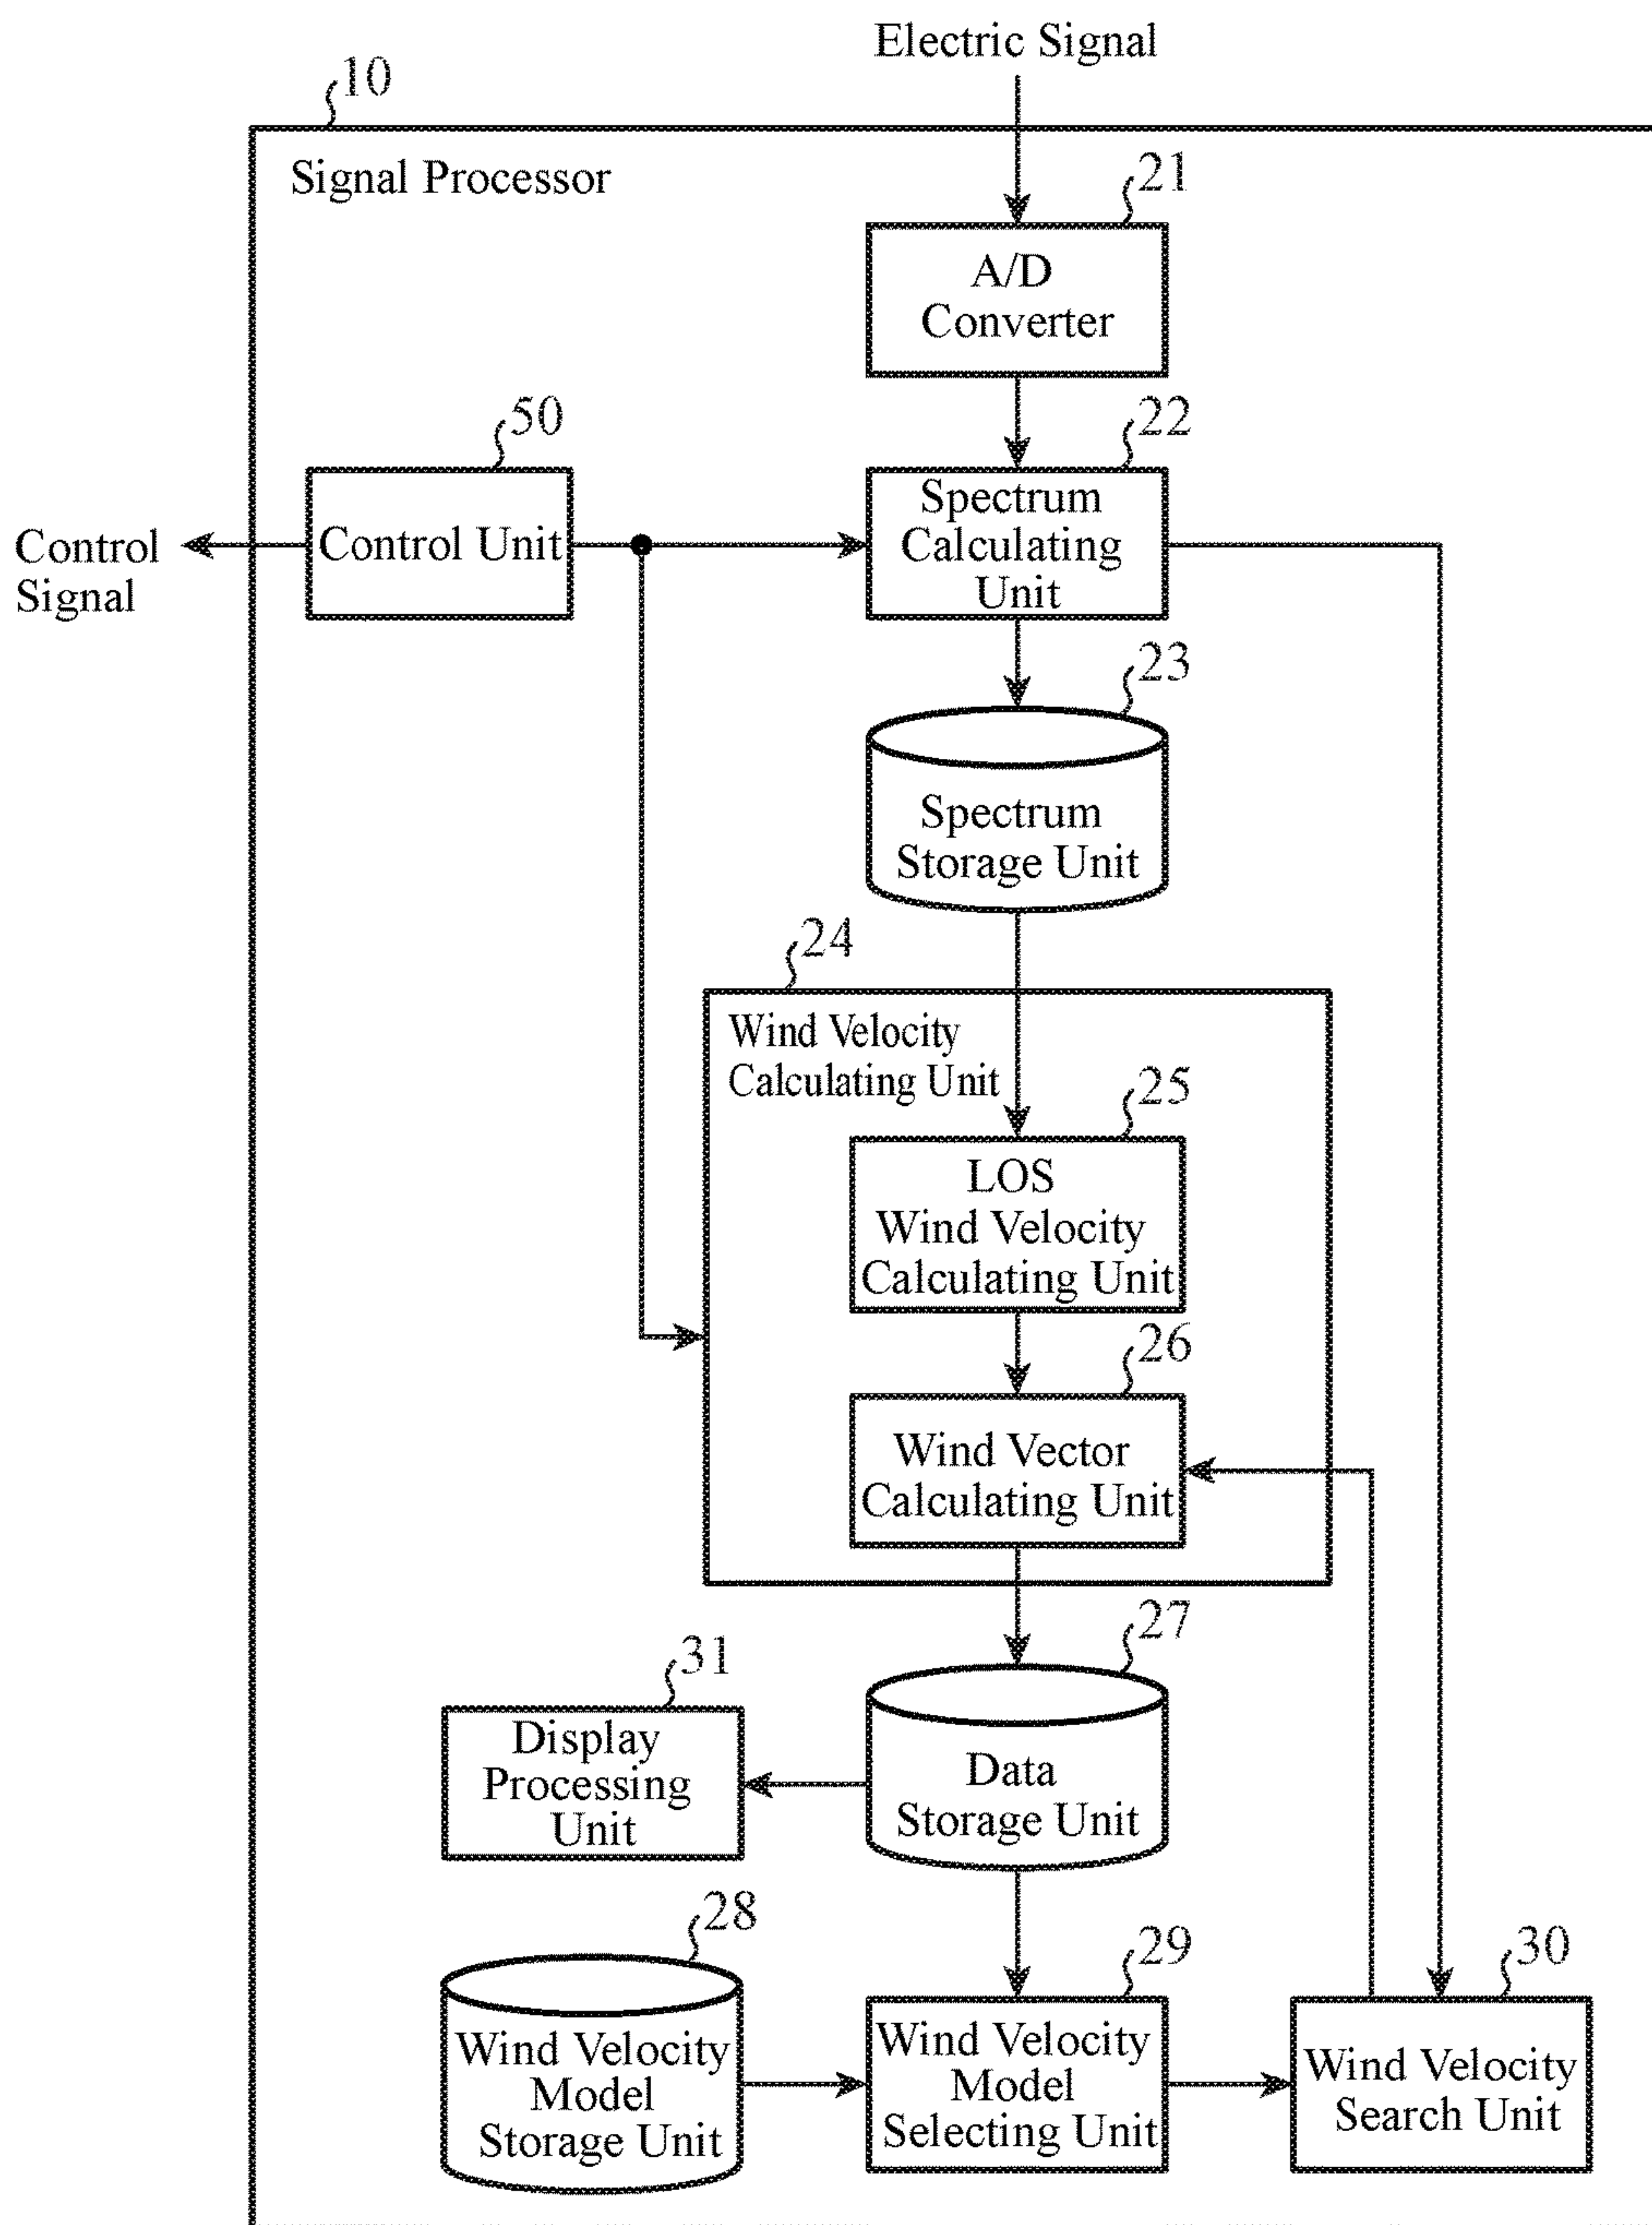 Electric Signal
10
Signal Processor
21
A/D
Converter
50
22
Control
Signal
Control Unit
Spectrum
Calculating
Unit
23
Spectrum
Storage Unit
24
Wind Velocity
Calculating Unit
25
LOS
Wind Velocity
Calculating Unit
26
Wind Vector
Calculating Unit
27
31
Display
Processing
Unit
Data
Storage Unit
28
29
30
Wind Velocity
Model
Storage Unit
Wind Velocity
Model
Selecting Unit
Wind Velocity
Search Unit